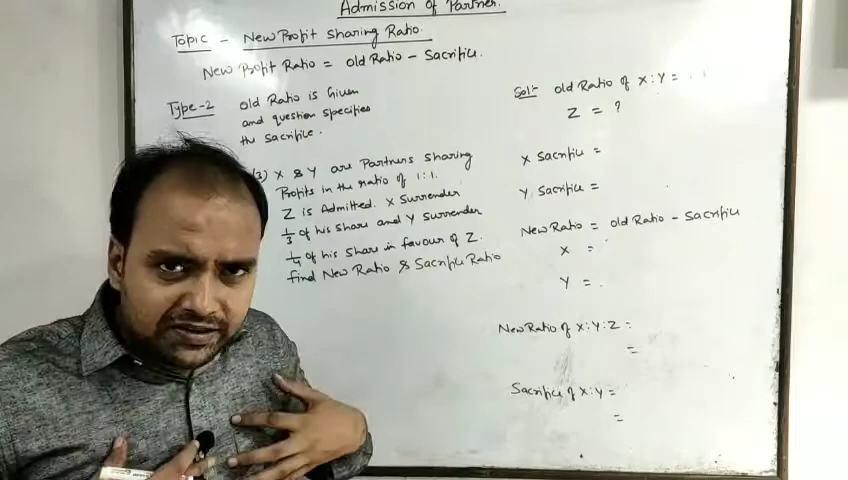 Admission of Partner.
Topic - New Profit Sharing Ratio.
New Profit Ratio = old Ratio - Sacrifice.
Type-2 old Ratio is Given
and question specifies
the Sacrifice.
3) X & Y are Partners sharing
Profits in the ratio of 1:1.
Z is Admitted. X Surrender
1/3 of his share and Y Surrender
1/4 of his share in favour of Z.
find New Ratio & Sacrifice Ratio
Sol:- old Ratio of X:Y =
Z = ?
X Sacrifice =
Y Sacrifice =
New Ratio = old Ratio - Sacrifice
X =
Y =
New Ratio of X:Y:Z =
=
Sacrifice of X:Y =
=